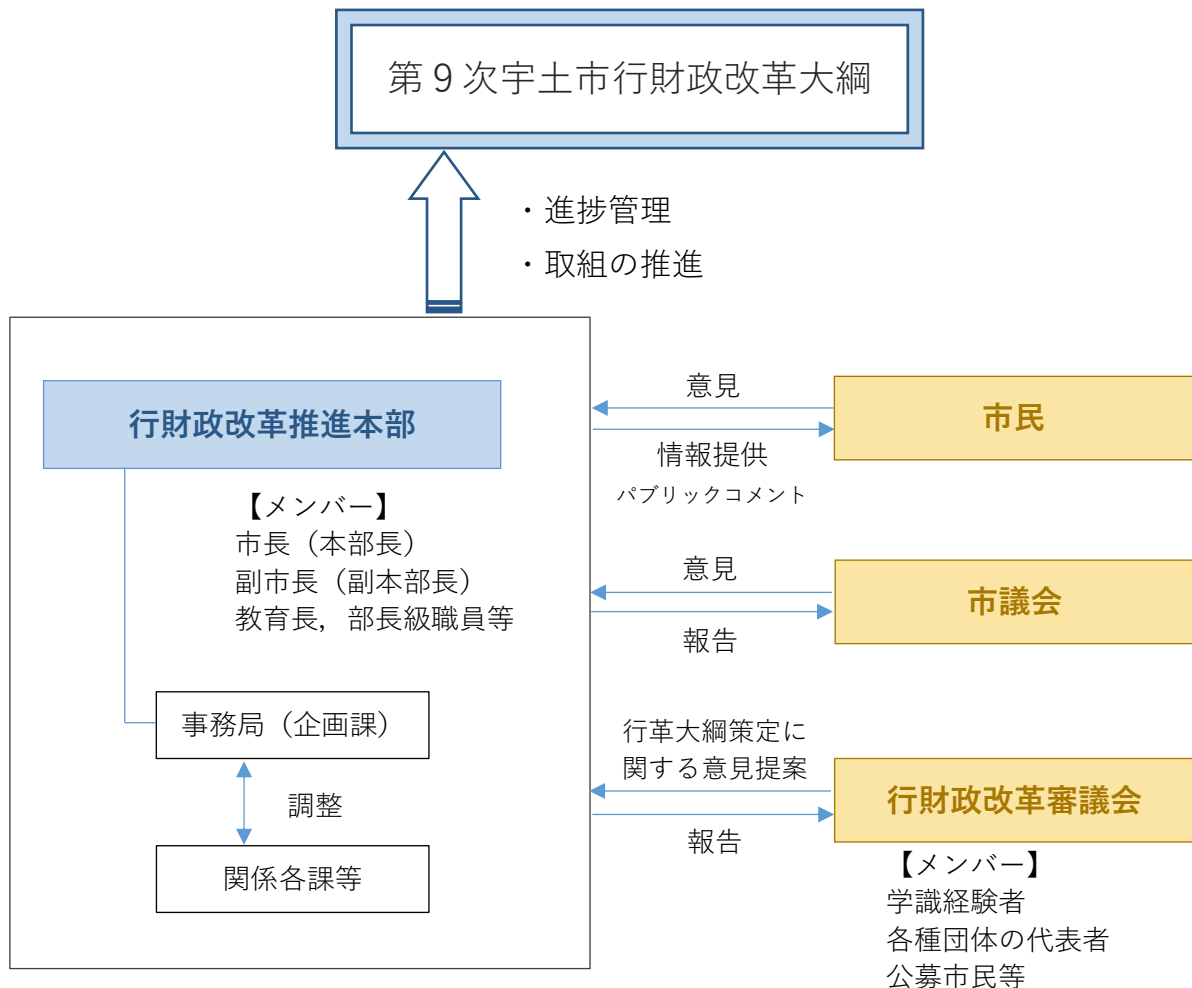 第９次宇土市行財政改革大綱
・進捗管理
・取組の推進
行財政改革推進本部
【メンバー】
市長（本部長）
副市長（副本部長）
教育長，部長級職員等
事務局（企画課）
調整
関係各課等
意見
情報提供
パブリックコメント
市民
意見
報告
市議会
行革大綱策定に
関する意見提案
報告
行財政改革審議会
【メンバー】
学識経験者
各種団体の代表者
公募市民等